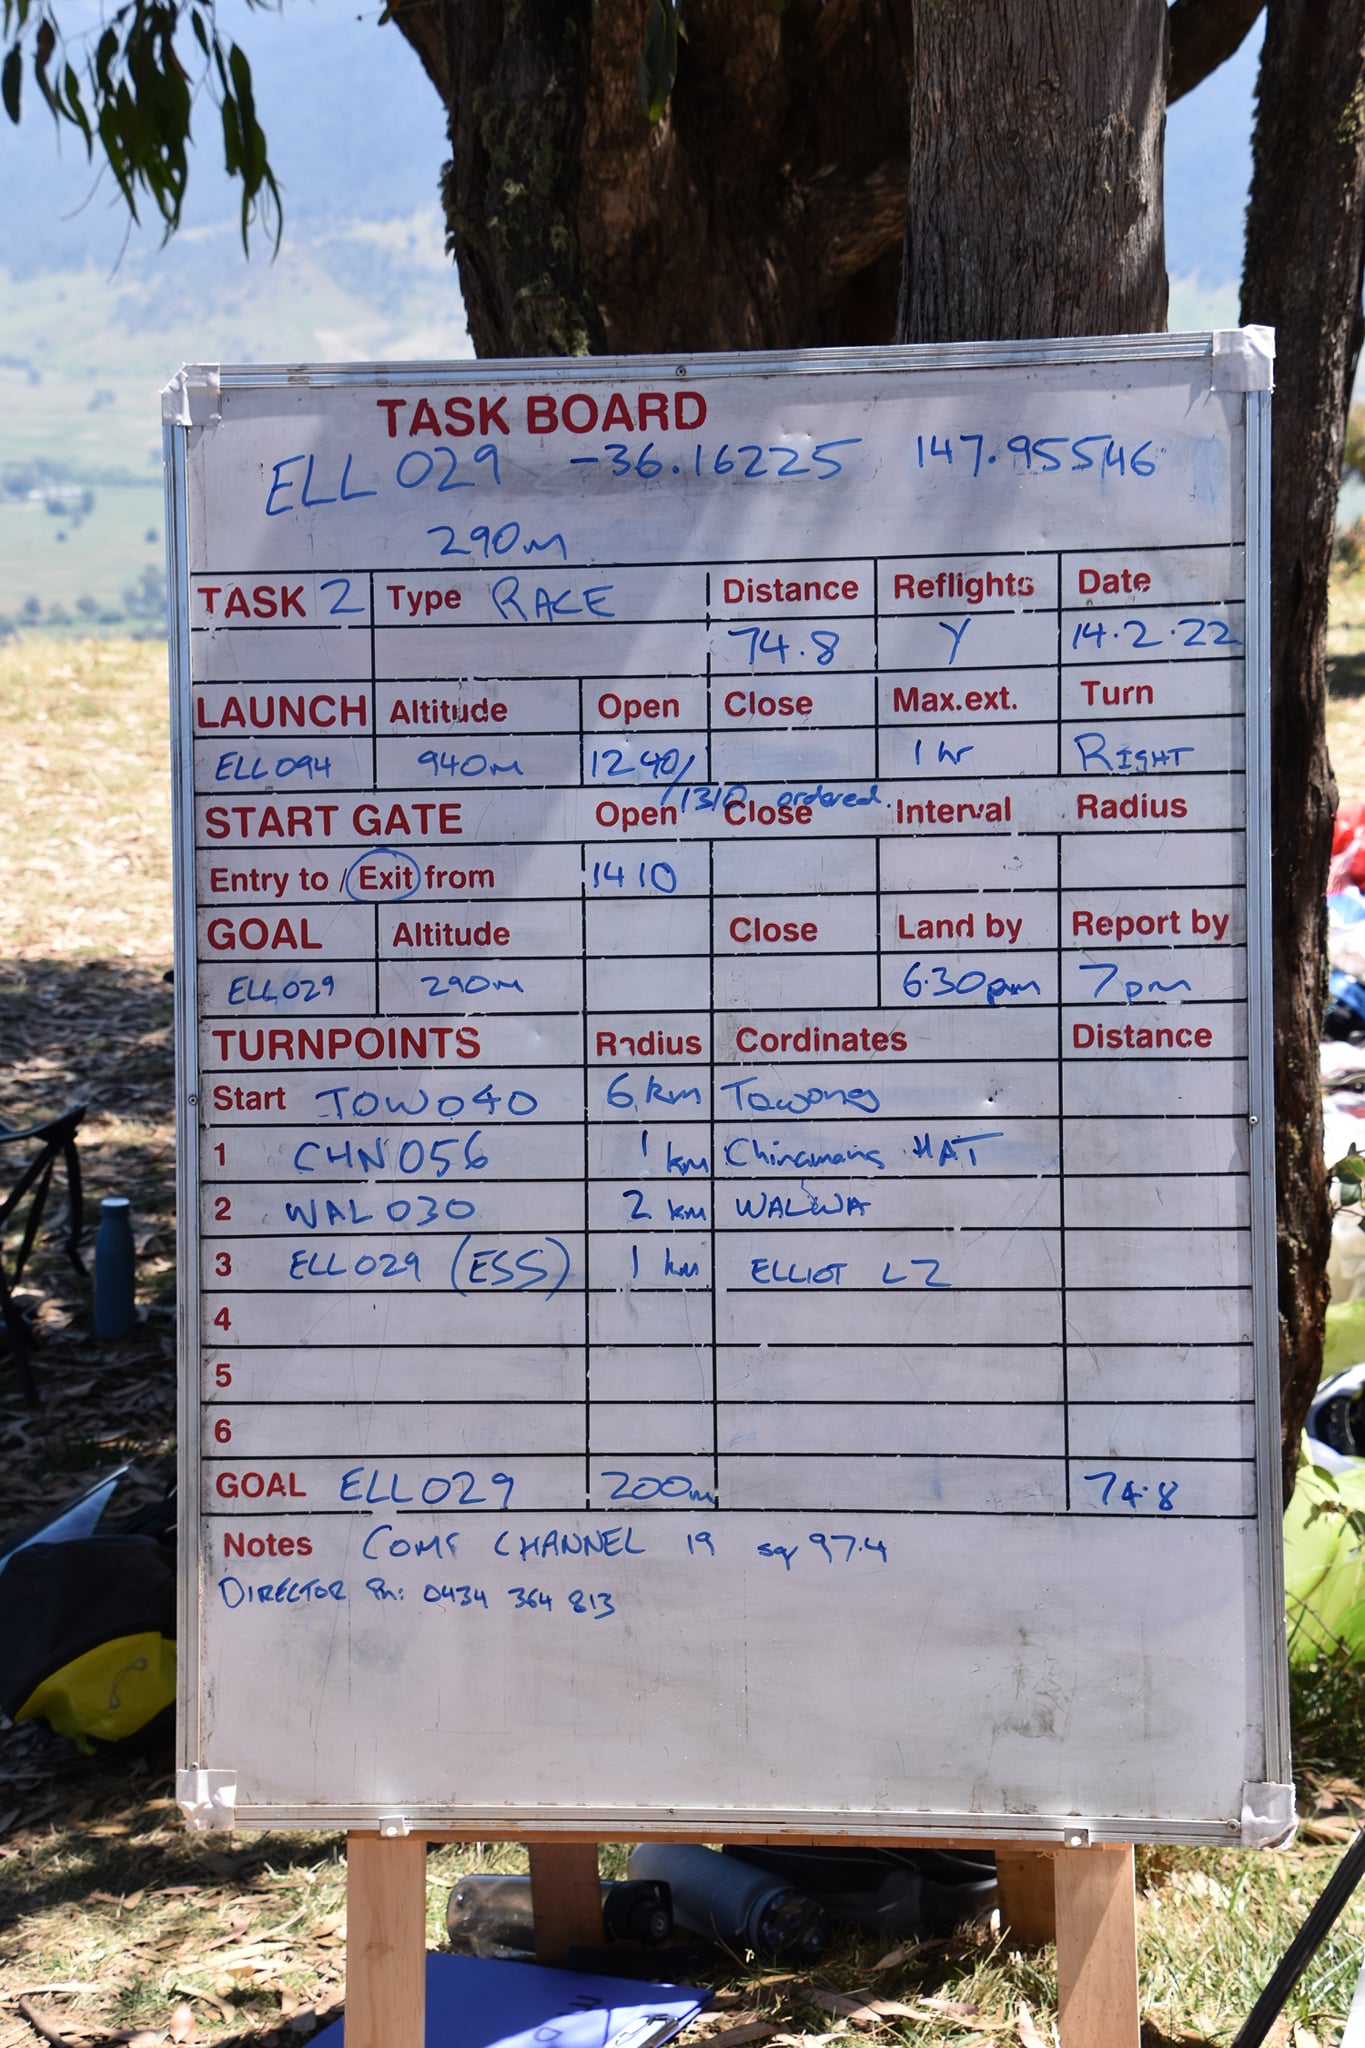 TASK BOARD
ELL 029 -36.16225 147.955146
290m
TASK 2 Type RACE Distance Reflights Date
74.8 Y 14.2.22
LAUNCH Altitude Open Close Max.ext. Turn
ELL094 940m 1240/ 1 hr RIGHT
1310 ordered.
START GATE Open Close Interval Radius
Entry to / Exit from 1410
GOAL Altitude Close Land by Report by
ELL029 290m 6.30pm 7pm
TURNPOINTS Radius Cordinates Distance
Start TOW040 6 km Towong
1 CHN056 1 km Chinamans HAT
2 WAL030 2 km WALWA
3 ELL029 (ESS) 1 km ELLIOT LZ
4
5
6
GOAL ELL029 200m 74.8
Notes COMP CHANNEL 19 sq 97.4
DIRECTOR Ph: 0434 364 813